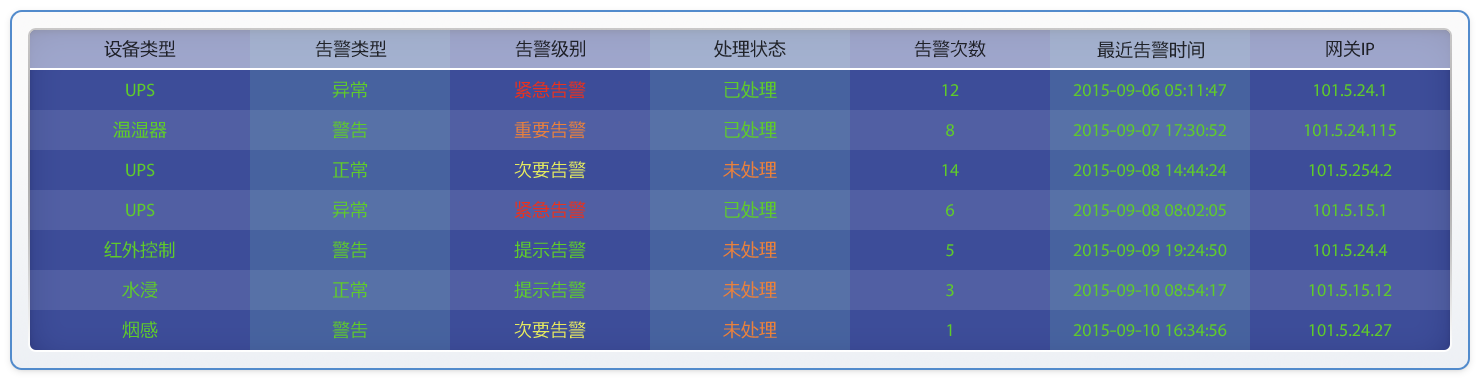 设备类型 告警类型 告警级别 处理状态 告警次数 最近告警时间 网关IP
UPS 异常 紧急告警 已处理 12 2015-09-06 05:11:47 101.5.24.1
温湿器 警告 重要告警 已处理 8 2015-09-07 17:30:52 101.5.24.115
UPS 正常 次要告警 未处理 14 2015-09-08 14:44:24 101.5.254.2
UPS 异常 紧急告警 已处理 6 2015-09-08 08:02:05 101.5.15.1
红外控制 警告 提示告警 未处理 5 2015-09-09 19:24:50 101.5.24.4
水浸 正常 提示告警 未处理 3 2015-09-10 08:54:17 101.5.15.12
烟感 警告 次要告警 未处理 1 2015-09-10 16:34:56 101.5.24.27